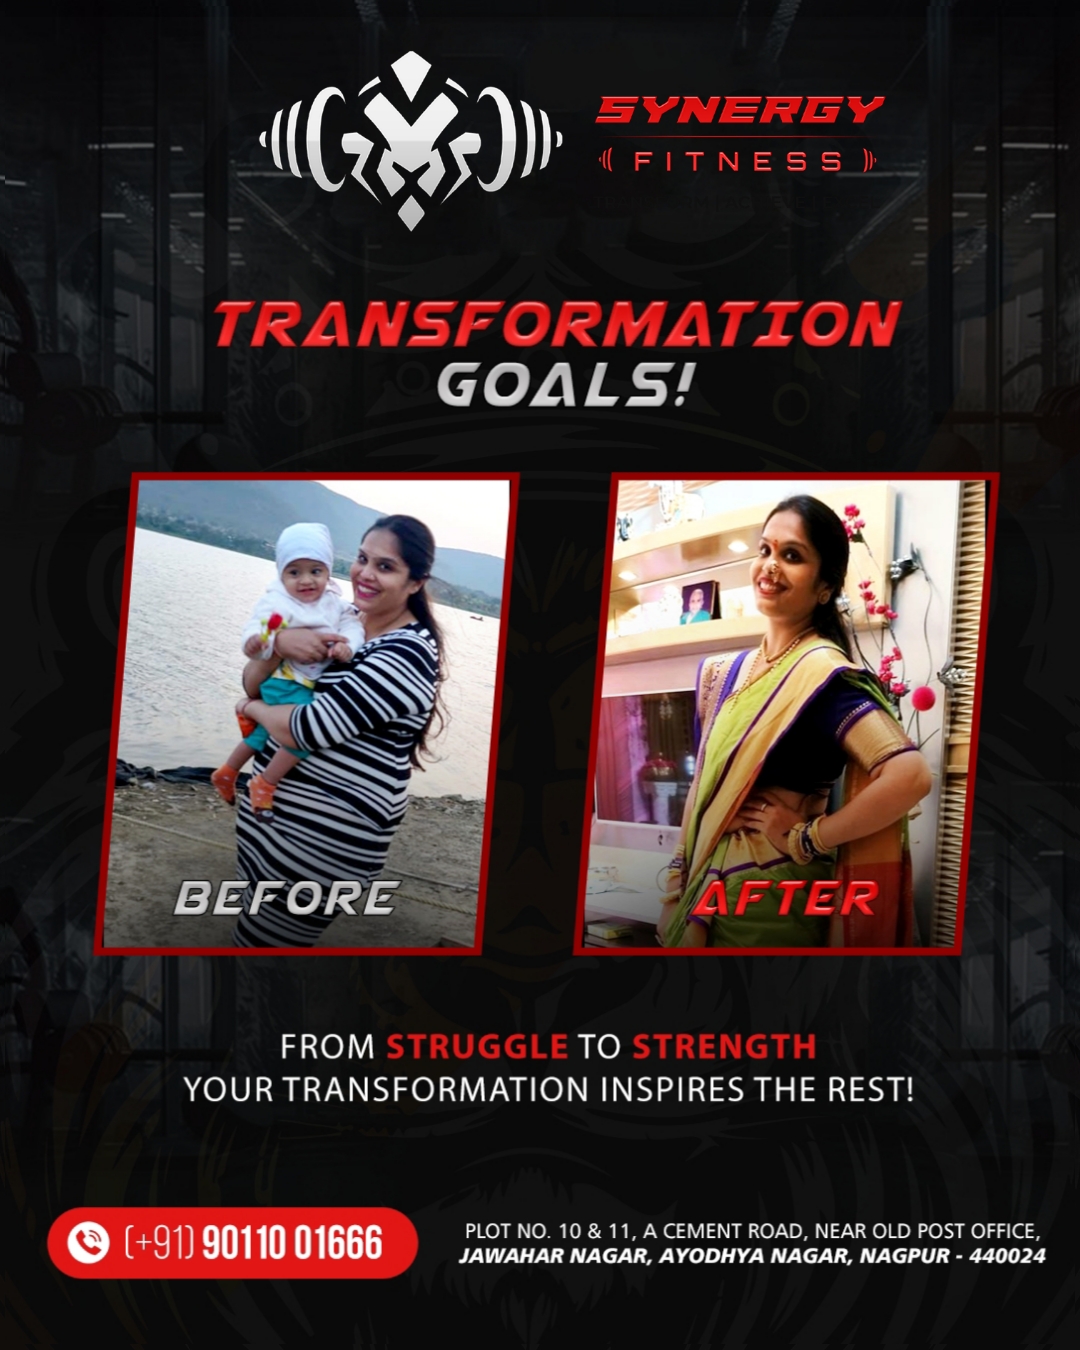 SYNERGY
FITNESS
TRANSFORMATION
GOALS!
BEFORE
AFTER
FROM STRUGGLE TO STRENGTH
YOUR TRANSFORMATION INSPIRES THE REST!
(+91) 90110 01666
PLOT NO. 10 & 11, A CEMENT ROAD, NEAR OLD POST OFFICE,
JAWAHAR NAGAR, AYODHYA NAGAR, NAGPUR - 440024